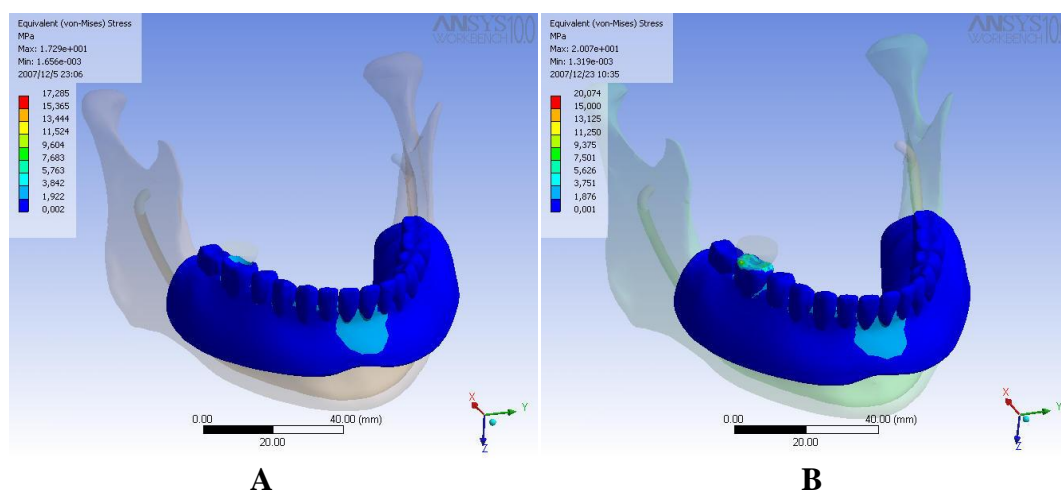 Equivalent (von-Mises) Stress
MPa
Max: 1.729e+001
Min: 1.656e-003
2007/12/5 23:06
17,285
15,365
13,444
11,524
9,604
7,683
5,763
3,842
1,922
0,002
ANSYS 10.0
WORKBENCH
0.00 40.00 (mm)
20.00
X
Y
Z
A
Equivalent (von-Mises) Stress
MPa
Max: 2.007e+001
Min: 1.319e-003
2007/12/23 10:35
20,074
15,000
13,125
11,250
9,375
7,501
5,626
3,751
1,876
0,001
ANSYS 10.0
WORKBENCH
0.00 40.00 (mm)
20.00
X
Y
Z
B